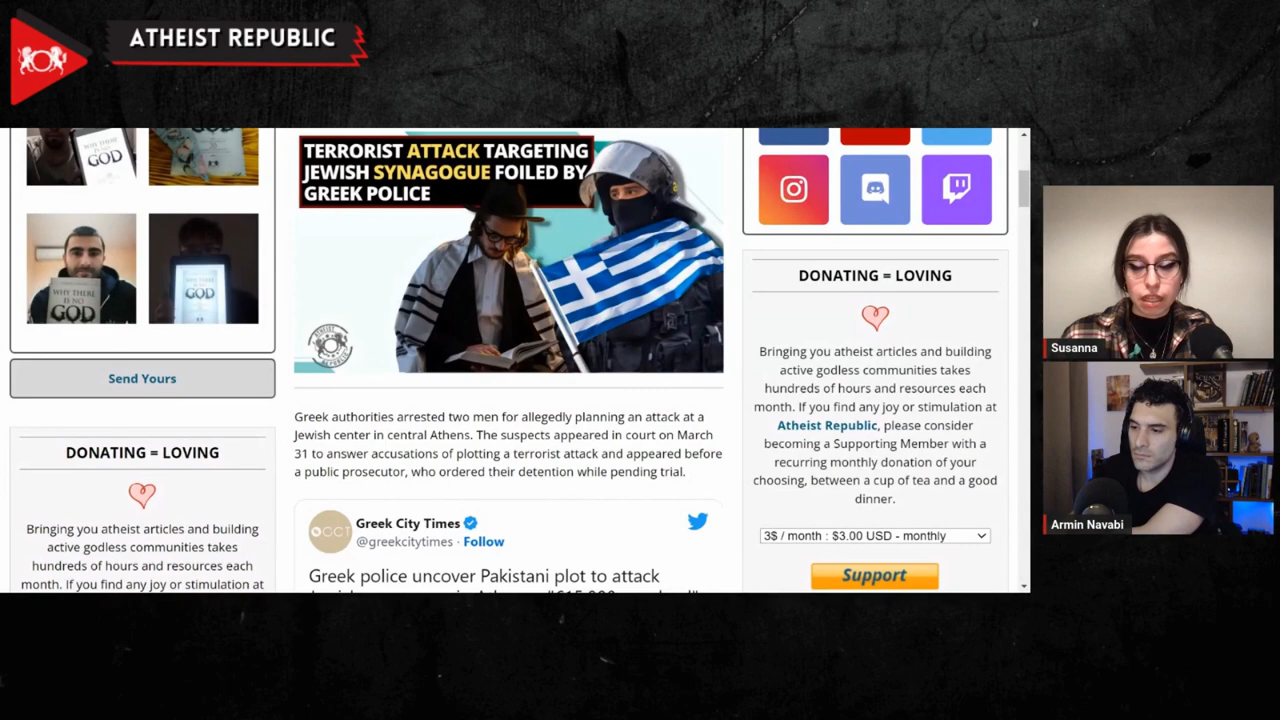 ATHEIST REPUBLIC
GOD
WHY THERE
IS NO
GOD
Send Yours
DONATING = LOVING
Bringing you atheist articles and building
active godless communities takes
hundreds of hours and resources each
month. If you find any joy or stimulation at
TERRORIST ATTACK TARGETING
JEWISH SYNAGOGUE FOILED BY
GREEK POLICE
ATHEIST
REPUBLIC
Greek authorities arrested two men for allegedly planning an attack at a
Jewish center in central Athens. The suspects appeared in court on March
31 to answer accusations of plotting a terrorist attack and appeared before
a public prosecutor, who ordered their detention while pending trial.
Greek City Times
@greekcitytimes · Follow
Greek police uncover Pakistani plot to attack
DONATING = LOVING
Bringing you atheist articles and building
active godless communities takes
hundreds of hours and resources each
month. If you find any joy or stimulation at
Atheist Republic, please consider
becoming a Supporting Member with a
recurring monthly donation of your
choosing, between a cup of tea and a good
dinner.
3$ / month : $3.00 USD - monthly
Support
Susanna
Armin Navabi